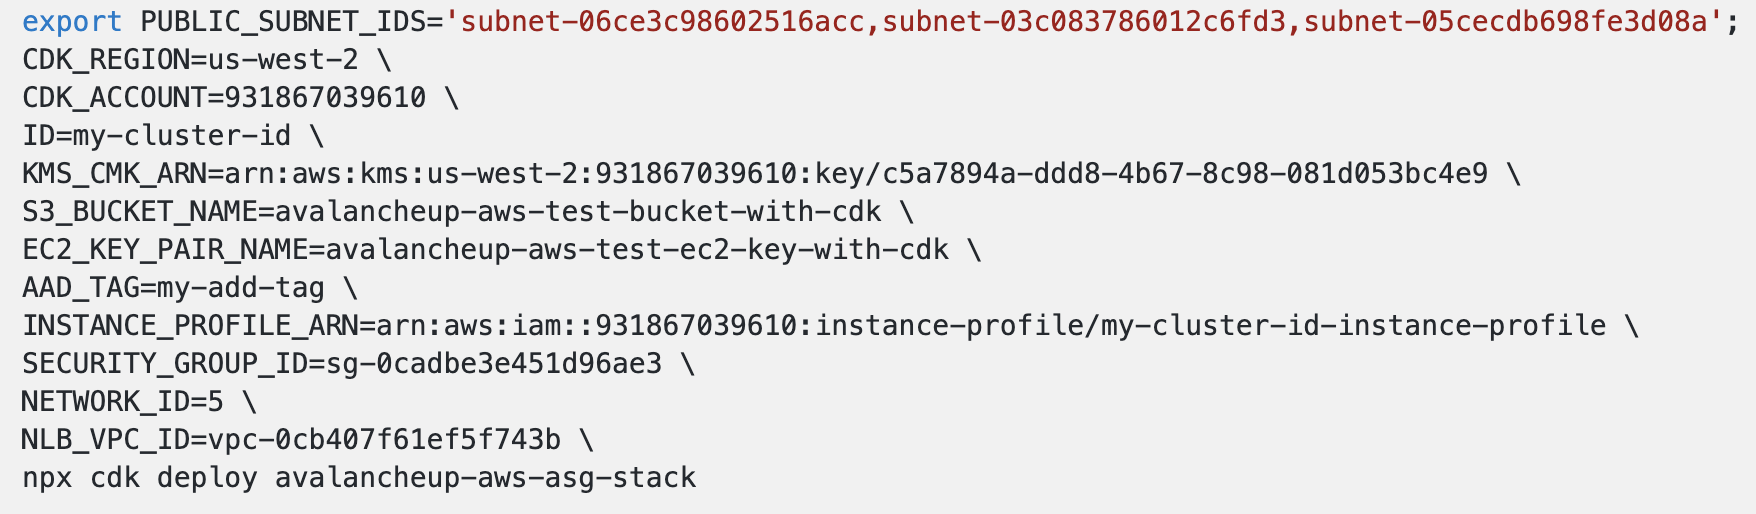 export PUBLIC_SUBNET_IDS='subnet-06ce3c98602516acc,subnet-03c083786012c6fd3,subnet-05cecdb698fe3d08a';
CDK_REGION=us-west-2 \
CDK_ACCOUNT=931867039610 \
ID=my-cluster-id \
KMS_CMK_ARN=arn:aws:kms:us-west-2:931867039610:key/c5a7894a-ddd8-4b67-8c98-081d053bc4e9 \
S3_BUCKET_NAME=avalancheup-aws-test-bucket-with-cdk \
EC2_KEY_PAIR_NAME=avalancheup-aws-test-ec2-key-with-cdk \
AAD_TAG=my-add-tag \
INSTANCE_PROFILE_ARN=arn:aws:iam::931867039610:instance-profile/my-cluster-id-instance-profile \
SECURITY_GROUP_ID=sg-0cadbe3e451d96ae3 \
NETWORK_ID=5 \
NLB_VPC_ID=vpc-0cb407f61ef5f743b \
npx cdk deploy avalancheup-aws-asg-stack